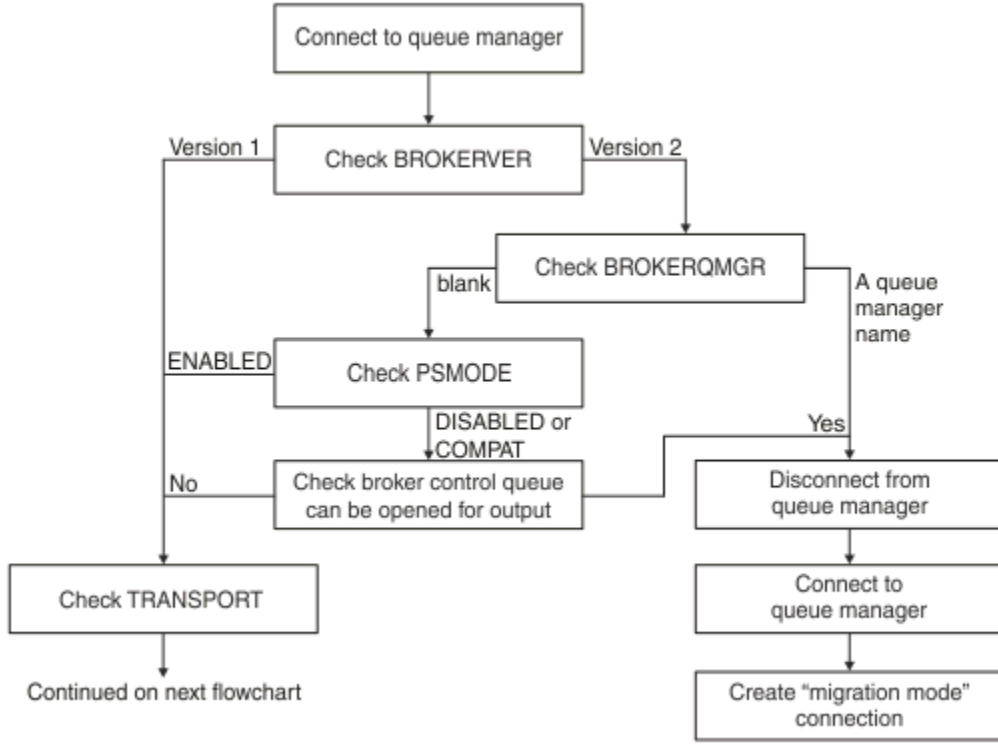 Connect to queue manager
Version 1
Check BROKERVER
Version 2
Check BROKERQMGR
blank
A queue
manager
name
ENABLED
Check PSMODE
DISABLED or
COMPAT
Yes
No
Check broker control queue
can be opened for output
Disconnect from
queue manager
Check TRANSPORT
Connect to
queue manager
Continued on next flowchart
Create “migration mode”
connection